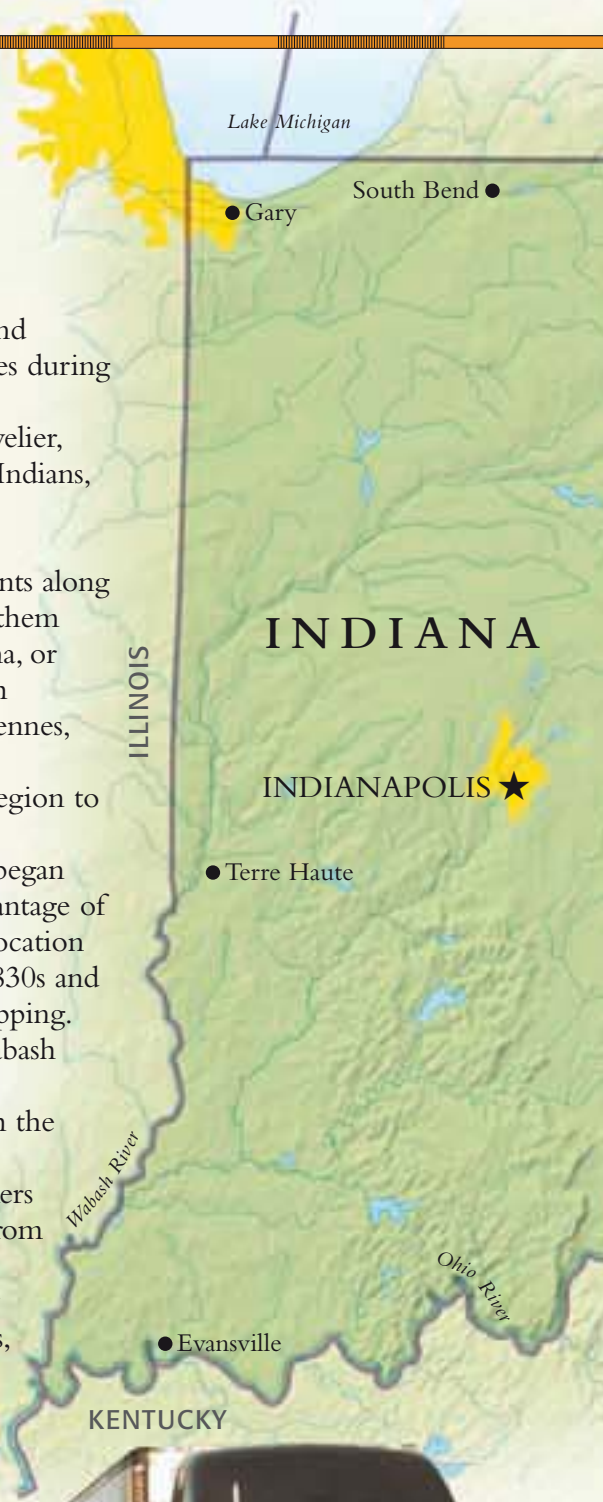 Lake Michigan
South Bend
Gary
nd
es during
velier,
Indians,
nts along
them
na, or
n
ennes,
egion to
began
antage of
ocation
830s and
pping.
abash
n the
ers
rom
s,
ILLINOIS
INDIANA
INDIANAPOLIS
Terre Haute
Wabash River
Ohio River
Evansville
KENTUCKY